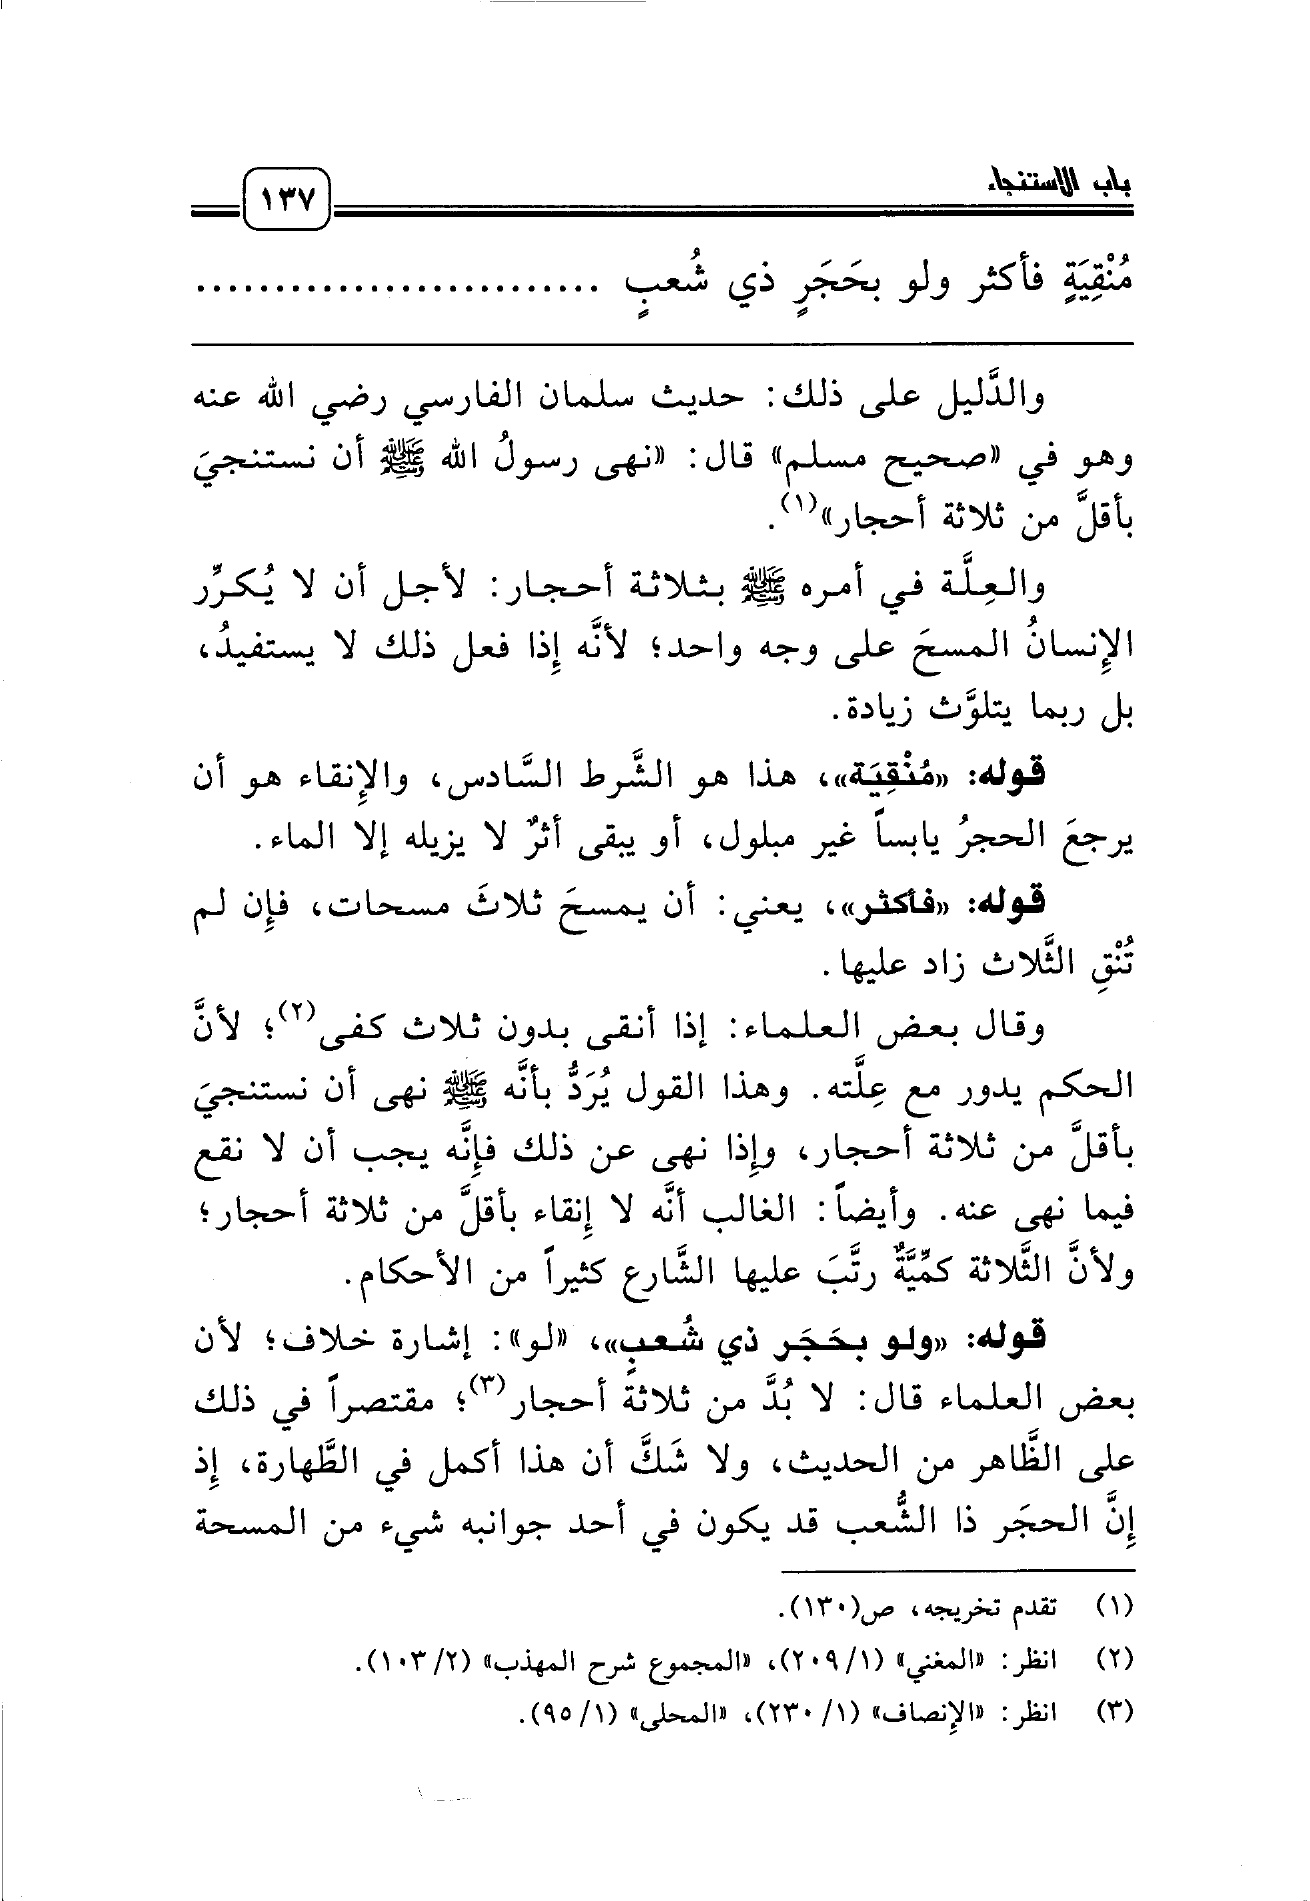 باب الاستنجاء
١٣٧
مُنْقِيَةٍ فأكثر ولو بحَجَرٍ ذي شُعبٍ ..........................
والدَّليل على ذلك: حديث سلمان الفارسي رضي الله عنه
وهو في «صحيح مسلم» قال: «نهى رسولُ الله ﷺ أن نستنجيَ
بأقلَّ من ثلاثة أحجار»(١).
والعِلَّة في أمره ﷺ بثلاثة أحجار: لأجل أن لا يُكرِّر
الإنسانُ المسحَ على وجه واحد؛ لأنَّه إذا فعل ذلك لا يستفيدُ،
بل ربما يتلوَّث زيادة.
قوله: «مُنْقِيَة»، هذا هو الشَّرط السَّادس، والإنقاء هو أن
يرجعَ الحجرُ يابساً غير مبلول، أو يبقى أثرٌ لا يزيله إلا الماء.
قوله: «فأكثر»، يعني: أن يمسحَ ثلاثَ مسحات، فإن لم
تُنْقِ الثَّلاث زاد عليها.
وقال بعض العلماء: إذا أنقى بدون ثلاث كفى(٢)؛ لأنَّ
الحكم يدور مع عِلَّته. وهذا القول يُرَدُّ بأنَّه ﷺ نهى أن نستنجيَ
بأقلَّ من ثلاثة أحجار، وإذا نهى عن ذلك فإنَّه يجب أن لا نقع
فيما نهى عنه. وأيضاً: الغالب أنَّه لا إنقاء بأقلَّ من ثلاثة أحجار؛
ولأنَّ الثَّلاثة كمِّيَّةٌ رتَّبَ عليها الشَّارع كثيراً من الأحكام.
قوله: «ولو بحَجَر ذي شُعبٍ»، «لو»: إشارة خلاف؛ لأن
بعض العلماء قال: لا بُدَّ من ثلاثة أحجار(٣)؛ مقتصراً في ذلك
على الظَّاهر من الحديث، ولا شَكَّ أن هذا أكمل في الطَّهارة، إذ
إنَّ الحجَر ذا الشُّعب قد يكون في أحد جوانبه شيء من المسحة
(١) تقدم تخريجه، ص(١٣٠).
(٢) انظر: «المغني» (١/ ٢٠٩)، «المجموع شرح المهذب» (٢/ ١٠٣).
(٣) انظر: «الإنصاف» (١/ ٢٣٠)، «المحلى» (١/ ٩٥).